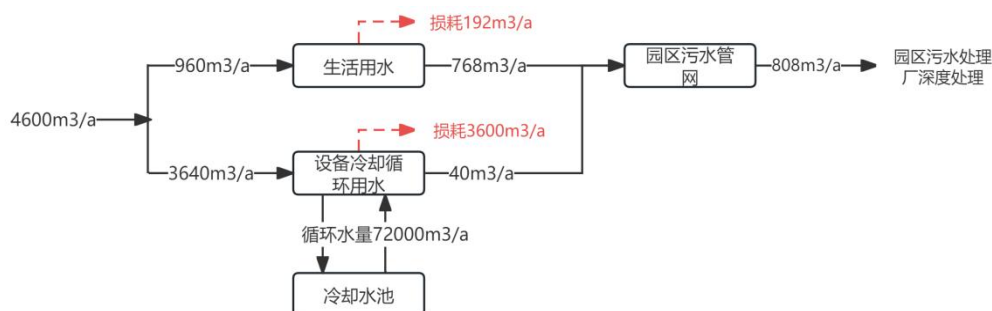 损耗192m3/a
960m3/a
生活用水
768m3/a
园区污水管
网
808m3/a
园区污水处理
厂深度处理
4600m3/a
损耗3600m3/a
3640m3/a
设备冷却循
环用水
40m3/a
循环水量72000m3/a
冷却水池